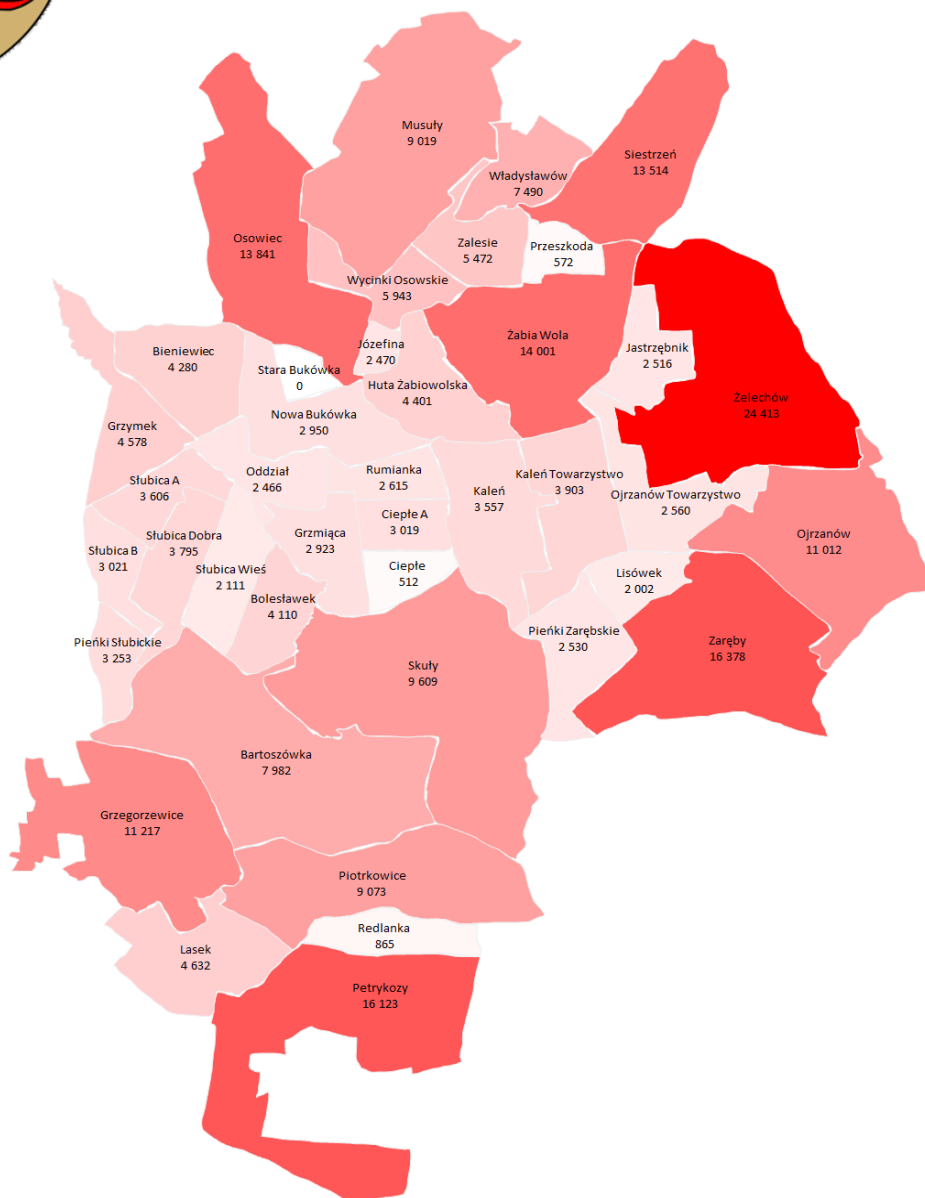 Musuły
9 019
Siestrzeń
13 514
Władysławów
7 490
Osowiec
13 841
Zalesie
5 472
Przeszkoda
572
Wycinki Osowskie
5 943
Żabia Wola
14 001
Józefina
2 470
Jastrzębnik
2 516
Bieniewiec
4 280
Stara Bukówka
0
Huta Żabiowolska
4 401
Żelechów
24 413
Nowa Bukówka
2 950
Grzymek
4 578
Słubica A
3 606
Oddział
2 466
Rumianka
2 615
Kaleń
3 557
Kaleń Towarzystwo
3 903
Ojrzanów Towarzystwo
2 560
Ciepłe A
3 019
Grzmiąca
2 923
Ojrzanów
11 012
Słubica Dobra
3 795
Słubica B
3 021
Słubica Wieś
2 111
Ciepłe
512
Lisówek
2 002
Bolesławek
4 110
Pieńki Słubickie
3 253
Pieńki Zarębskie
2 530
Zaręby
16 378
Skuły
9 609
Bartoszówka
7 982
Grzegorzewice
11 217
Piotrkowice
9 073
Redlanka
865
Lasek
4 632
Petrykozy
16 123